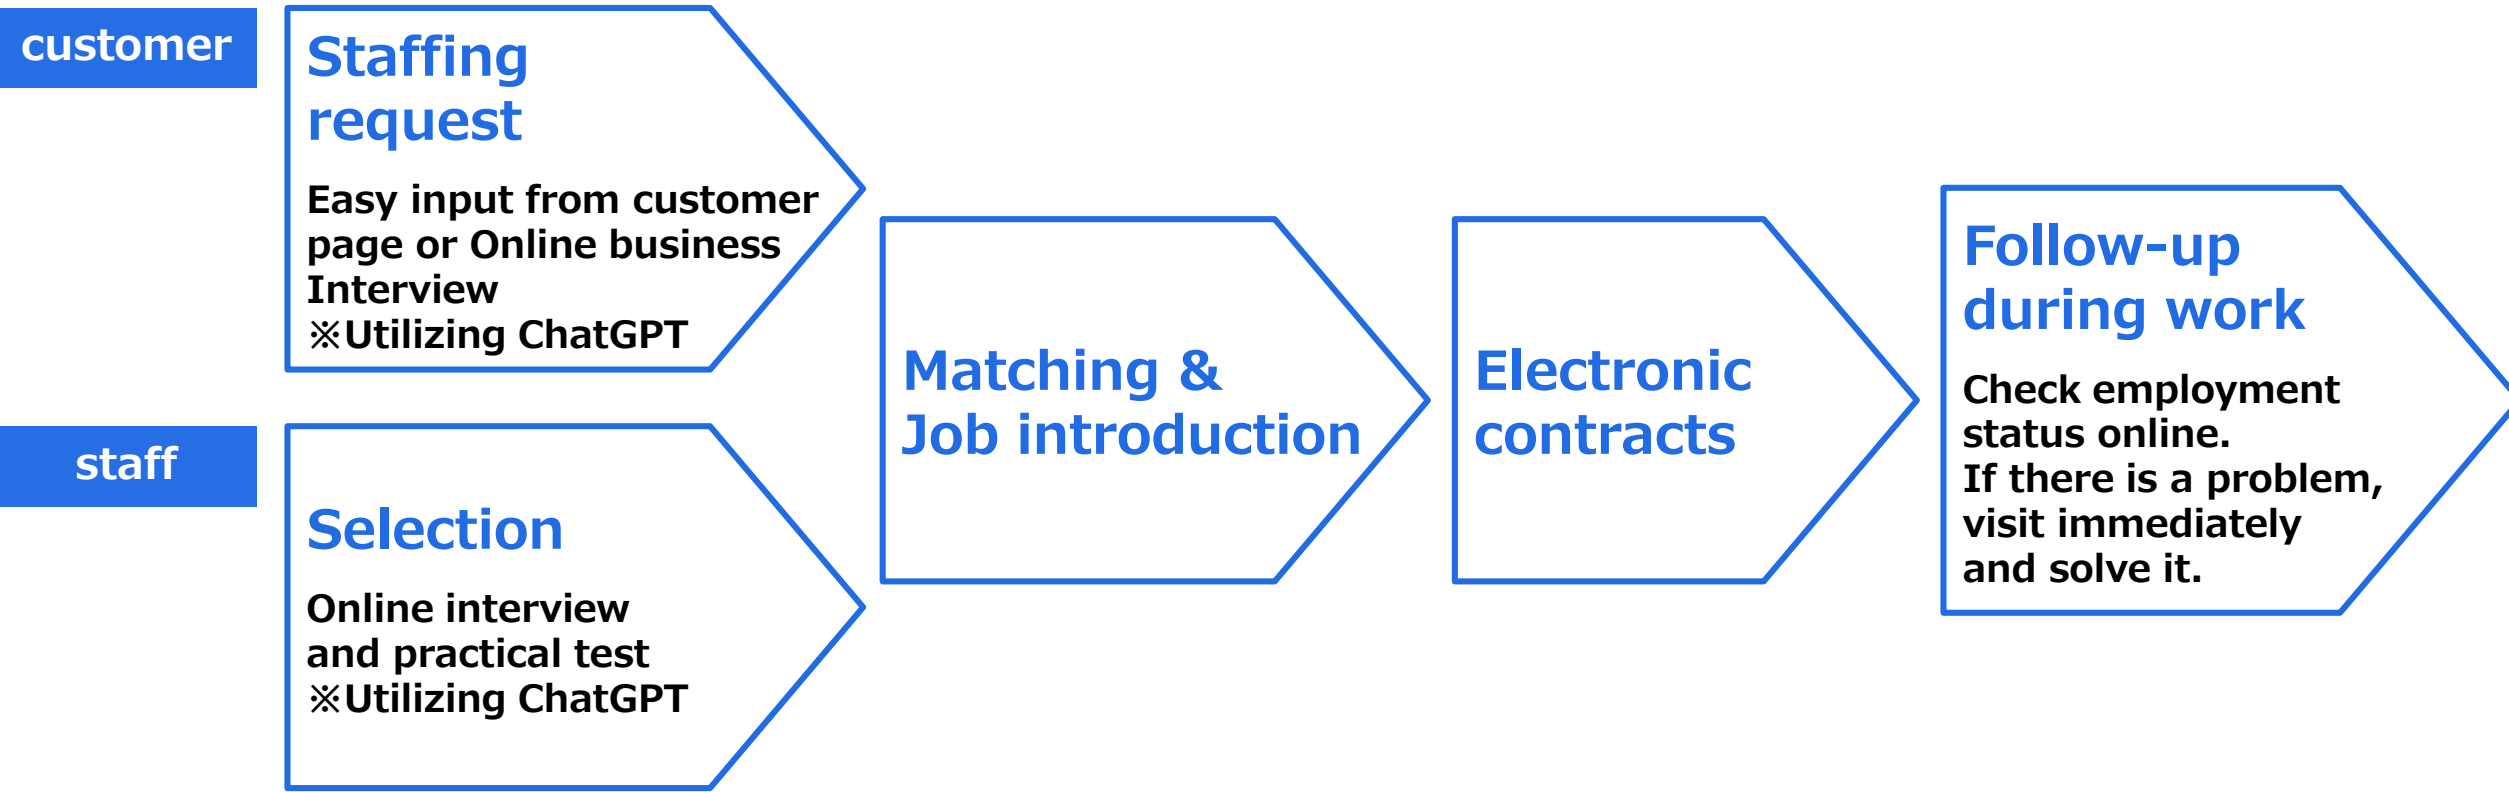 customer
Staffing
request
Easy input from customer
page or Online business
Interview
※Utilizing ChatGPT
staff
Selection
Online interview
and practical test
※Utilizing ChatGPT
Matching &
Job introduction
Electronic
contracts
Follow-up
during work
Check employment
status online.
If there is a problem,
visit immediately
and solve it.